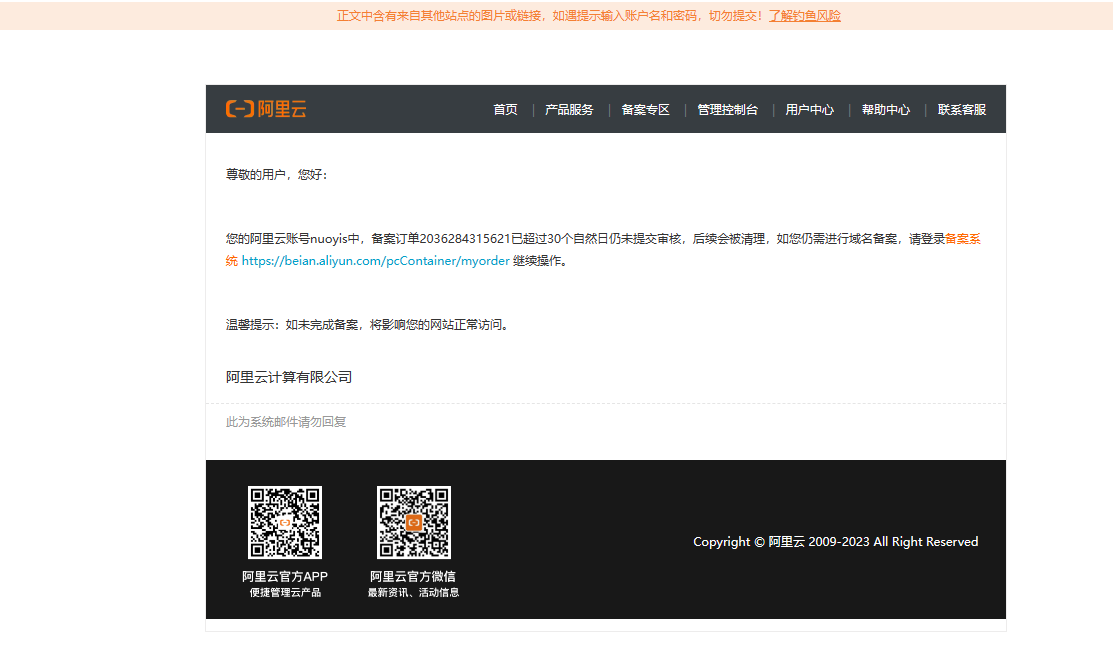 正文中含有来自其他站点的图片或链接，如遇提示输入账户名和密码，切勿提交！了解钓鱼风险
阿里云
首页 | 产品服务 | 备案专区 | 管理控制台 | 用户中心 | 帮助中心 | 联系客服
尊敬的用户，您好：
您的阿里云账号nuoyis中，备案订单2036284315621已超过30个自然日仍未提交审核，后续会被清理，如您仍需进行域名备案，请登录备案系
统 https://beian.aliyun.com/pcContainer/myorder 继续操作。
温馨提示：如未完成备案，将影响您的网站正常访问。
阿里云计算有限公司
此为系统邮件请勿回复
阿里云官方APP
便捷管理云产品
阿里云官方微信
最新资讯、活动信息
Copyright © 阿里云 2009-2023 All Right Reserved